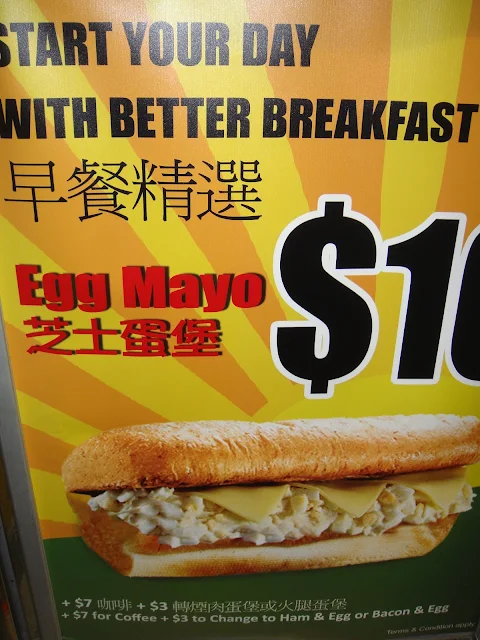 START YOUR DAY
WITH BETTER BREAKFAST
早餐精選
Egg Mayo
芝士蛋堡
$10
+ $7 咖啡 + $3 轉煙肉蛋堡或火腿蛋堡
+ $7 for Coffee + $3 to Change to Ham & Egg or Bacon & Egg
Terms & Condition apply